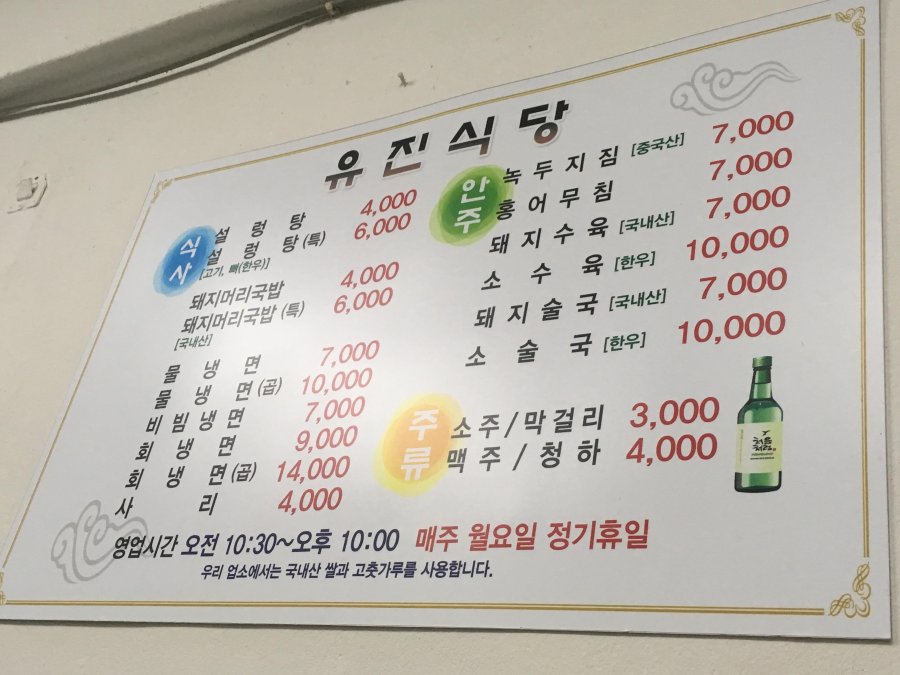 유진식당
식사
설렁탕 4,000
설렁탕(특) 6,000
[고기, 뼈(한우)]
돼지머리국밥 4,000
돼지머리국밥(특) 6,000
[국내산]
물냉면 7,000
물냉면(곱) 10,000
비빔냉면 7,000
회냉면 9,000
회냉면(곱) 14,000
사리 4,000
안주
녹두지짐 [중국산] 7,000
홍어무침 7,000
돼지수육 [국내산] 7,000
소수육 [한우] 10,000
돼지술국 [국내산] 7,000
소술국 [한우] 10,000
주류
소주/막걸리 3,000
맥주/청하 4,000
처음
처럼
영업시간 오전 10:30~오후 10:00 매주 월요일 정기휴일
우리 업소에서는 국내산 쌀과 고춧가루를 사용합니다.